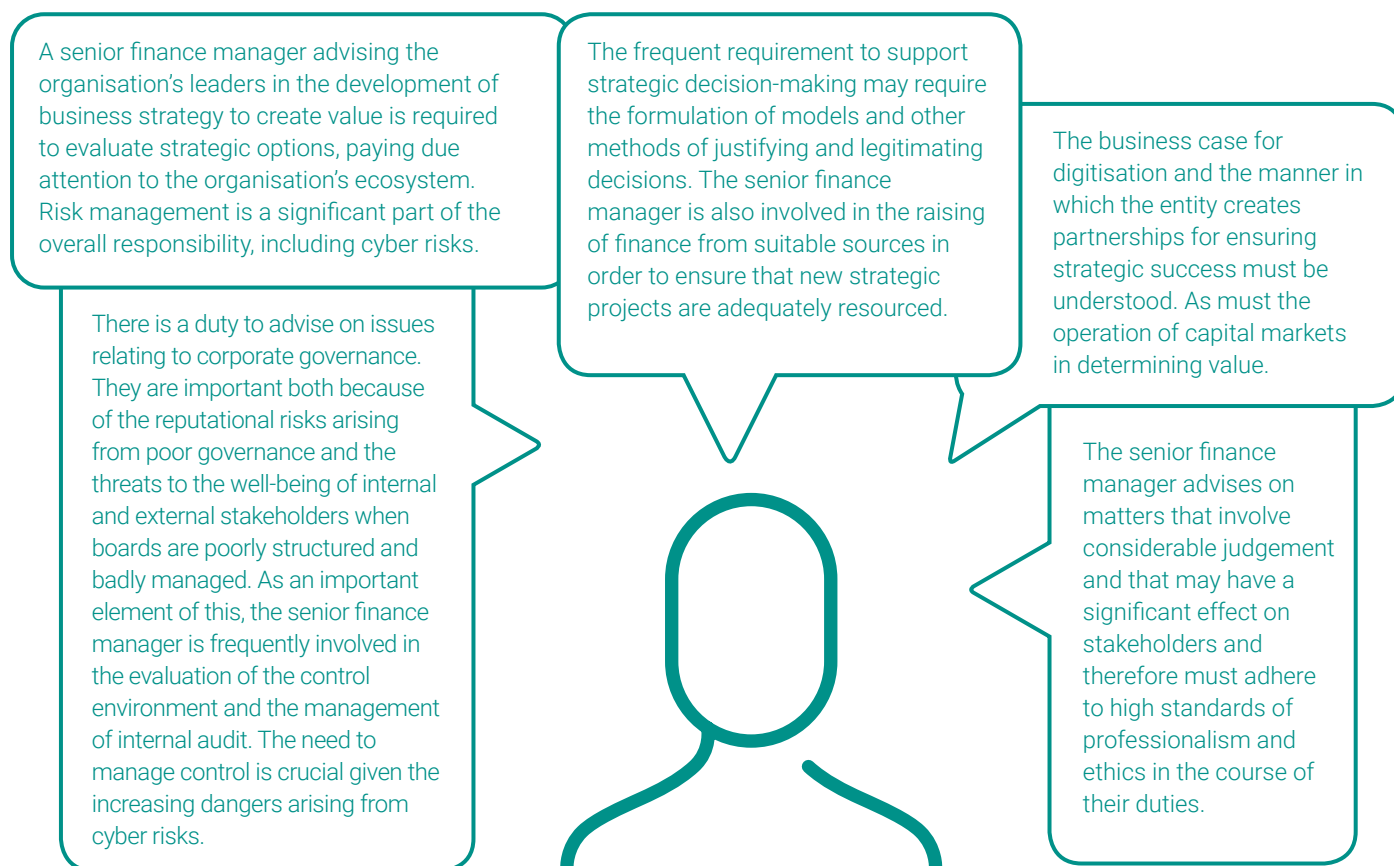 A senior finance manager advising the
organisation’s leaders in the development of
business strategy to create value is required
to evaluate strategic options, paying due
attention to the organisation’s ecosystem.
Risk management is a significant part of the
overall responsibility, including cyber risks.
There is a duty to advise on issues
relating to corporate governance.
They are important both because
of the reputational risks arising
from poor governance and the
threats to the well-being of internal
and external stakeholders when
boards are poorly structured and
badly managed. As an important
element of this, the senior finance
manager is frequently involved in
the evaluation of the control
environment and the management
of internal audit. The need to
manage control is crucial given the
increasing dangers arising from
cyber risks.
The frequent requirement to support
strategic decision-making may require
the formulation of models and other
methods of justifying and legitimating
decisions. The senior finance
manager is also involved in the raising
of finance from suitable sources in
order to ensure that new strategic
projects are adequately resourced.
The business case for
digitisation and the manner in
which the entity creates
partnerships for ensuring
strategic success must be
understood. As must the
operation of capital markets
in determining value.
The senior finance
manager advises on
matters that involve
considerable judgement
and that may have a
significant effect on
stakeholders and
therefore must adhere
to high standards of
professionalism and
ethics in the course of
their duties.